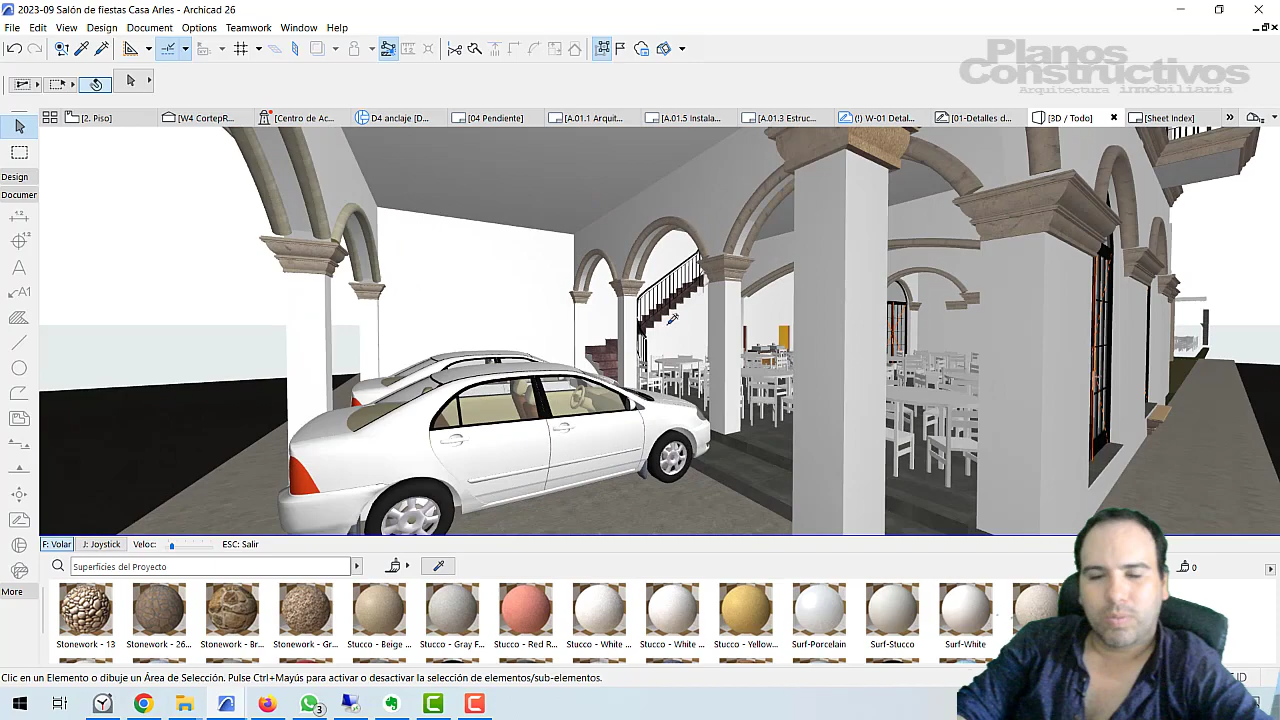 2023-09 Salón de fiestas Casa Arles - Archicad 26
File Edit View Design Document Options Teamwork Window Help
Planos
Constructivos
Arquitectura inmobiliaria
[2. Piso] [W4 CortepR... [Centro de Ac... D4 anclaje [D... [04 Pendiente] [A.01.1 Arquit... [A.01.5 Instala... [A.01.3 Estruc... (!) W-01 Detal... [01-Detalles d... [3D / Todo] [Sheet Index]
Design
Documer
1.2
A
A1
More
F: Volar J: Joystick Veloc: ESC: Salir
Superficies del Proyecto
0
Stonework - 13 Stonework - 26... Stonework - Br... Stonework - Gr... Stucco - Beige ... Stucco - Gray F... Stucco - Red R... Stucco - White ... Stucco - White ... Stucco - Yellow... Surf-Porcelain Surf-Stucco Surf-White
Clic en un Elemento o dibuje un Área de Selección. Pulse Ctrl+Mayús para activar o desactivar la selección de elementos/sub-elementos.
3